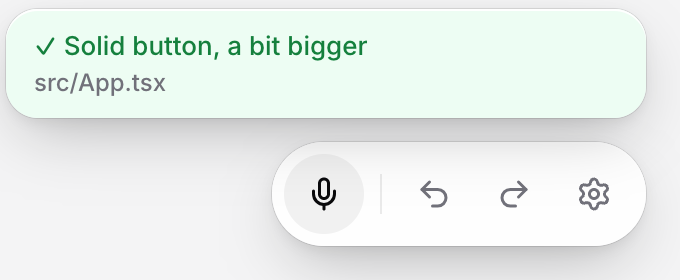 ✓ Solid button, a bit bigger
src/App.tsx